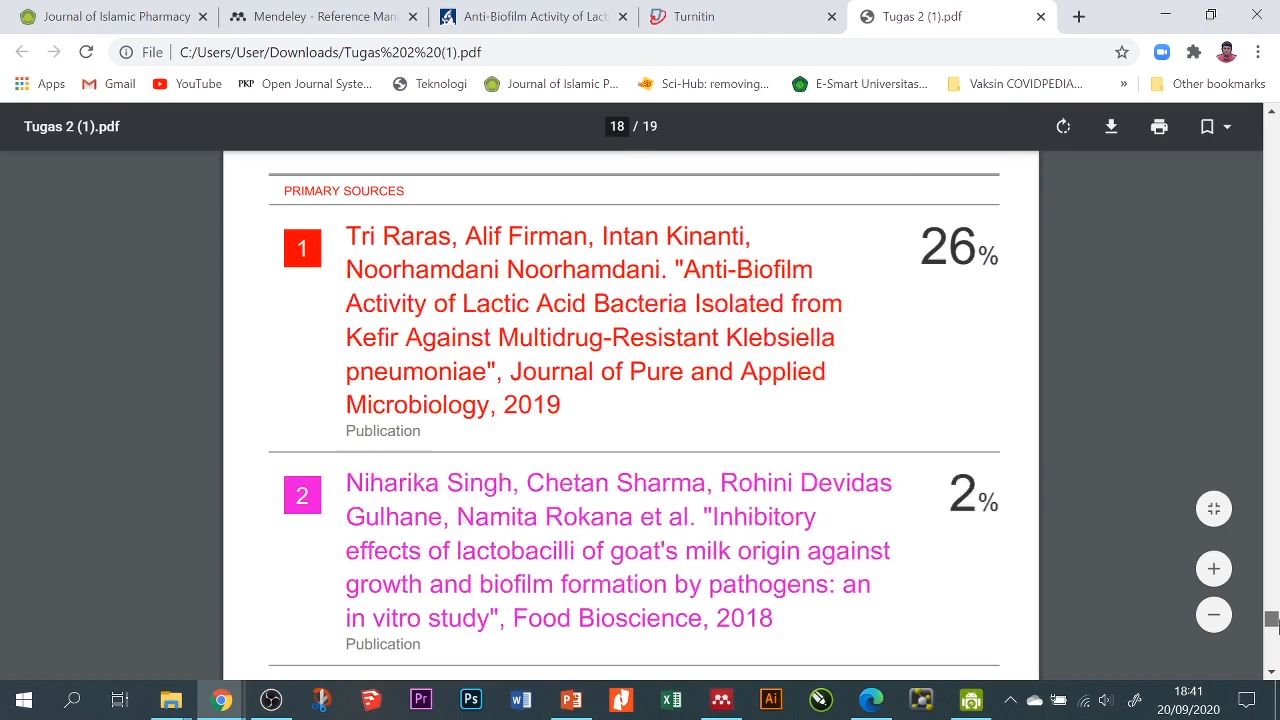 Journal of Islamic Pharmacy
Mendeley - Reference Man
Anti-Biofilm Activity of Lact
Turnitin
Tugas 2 (1).pdf
File | C:/Users/User/Downloads/Tugas%202%20(1).pdf
Apps
Gmail
YouTube
PKP Open Journal Syste...
Teknologi
Journal of Islamic P...
Sci-Hub: removing...
E-Smart Universitas...
Vaksin COVIDPEDIA...
»
Other bookmarks
Tugas 2 (1).pdf
18 / 19
PRIMARY SOURCES
1
Tri Raras, Alif Firman, Intan Kinanti,
Noorhamdani Noorhamdani. "Anti-Biofilm
Activity of Lactic Acid Bacteria Isolated from
Kefir Against Multidrug-Resistant Klebsiella
pneumoniae", Journal of Pure and Applied
Microbiology, 2019
Publication
26%
2
Niharika Singh, Chetan Sharma, Rohini Devidas
Gulhane, Namita Rokana et al. "Inhibitory
effects of lactobacilli of goat's milk origin against
growth and biofilm formation by pathogens: an
in vitro study", Food Bioscience, 2018
Publication
2%
Pr
Ps
Ai
18:41
20/09/2020